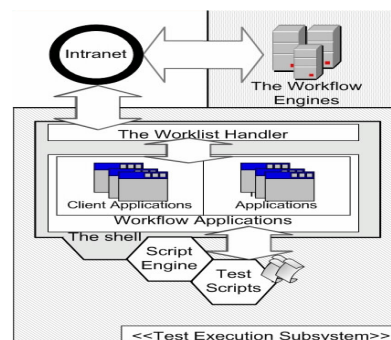 Intranet
The Workflow
Engines
The Worklist Handler
Client Applications
Applications
Workflow Applications
The shell
Script
Engine
Test
Scripts
<<Test Execution Subsystem>>